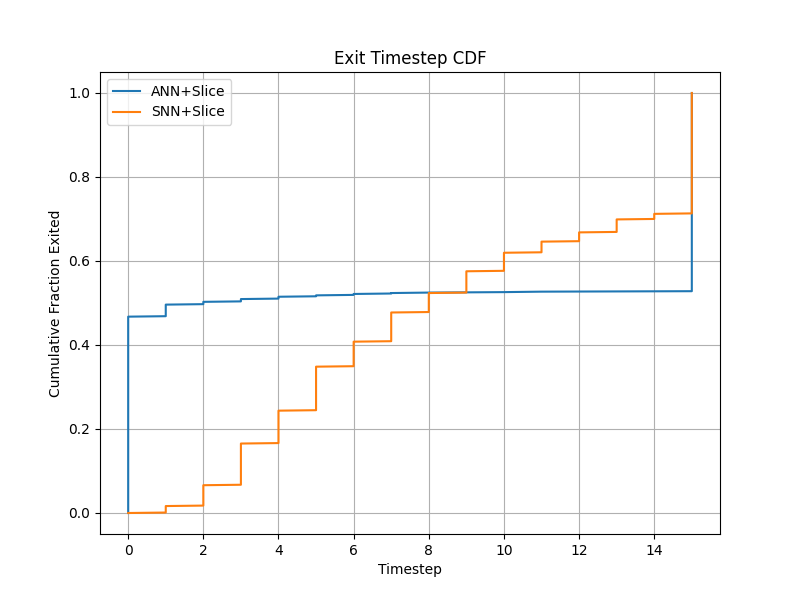 Exit Timestep CDF
ANN+Slice
SNN+Slice
Cumulative Fraction Exited
1.0
0.8
0.6
0.4
0.2
0.0
0 2 4 6 8 10 12 14
Timestep